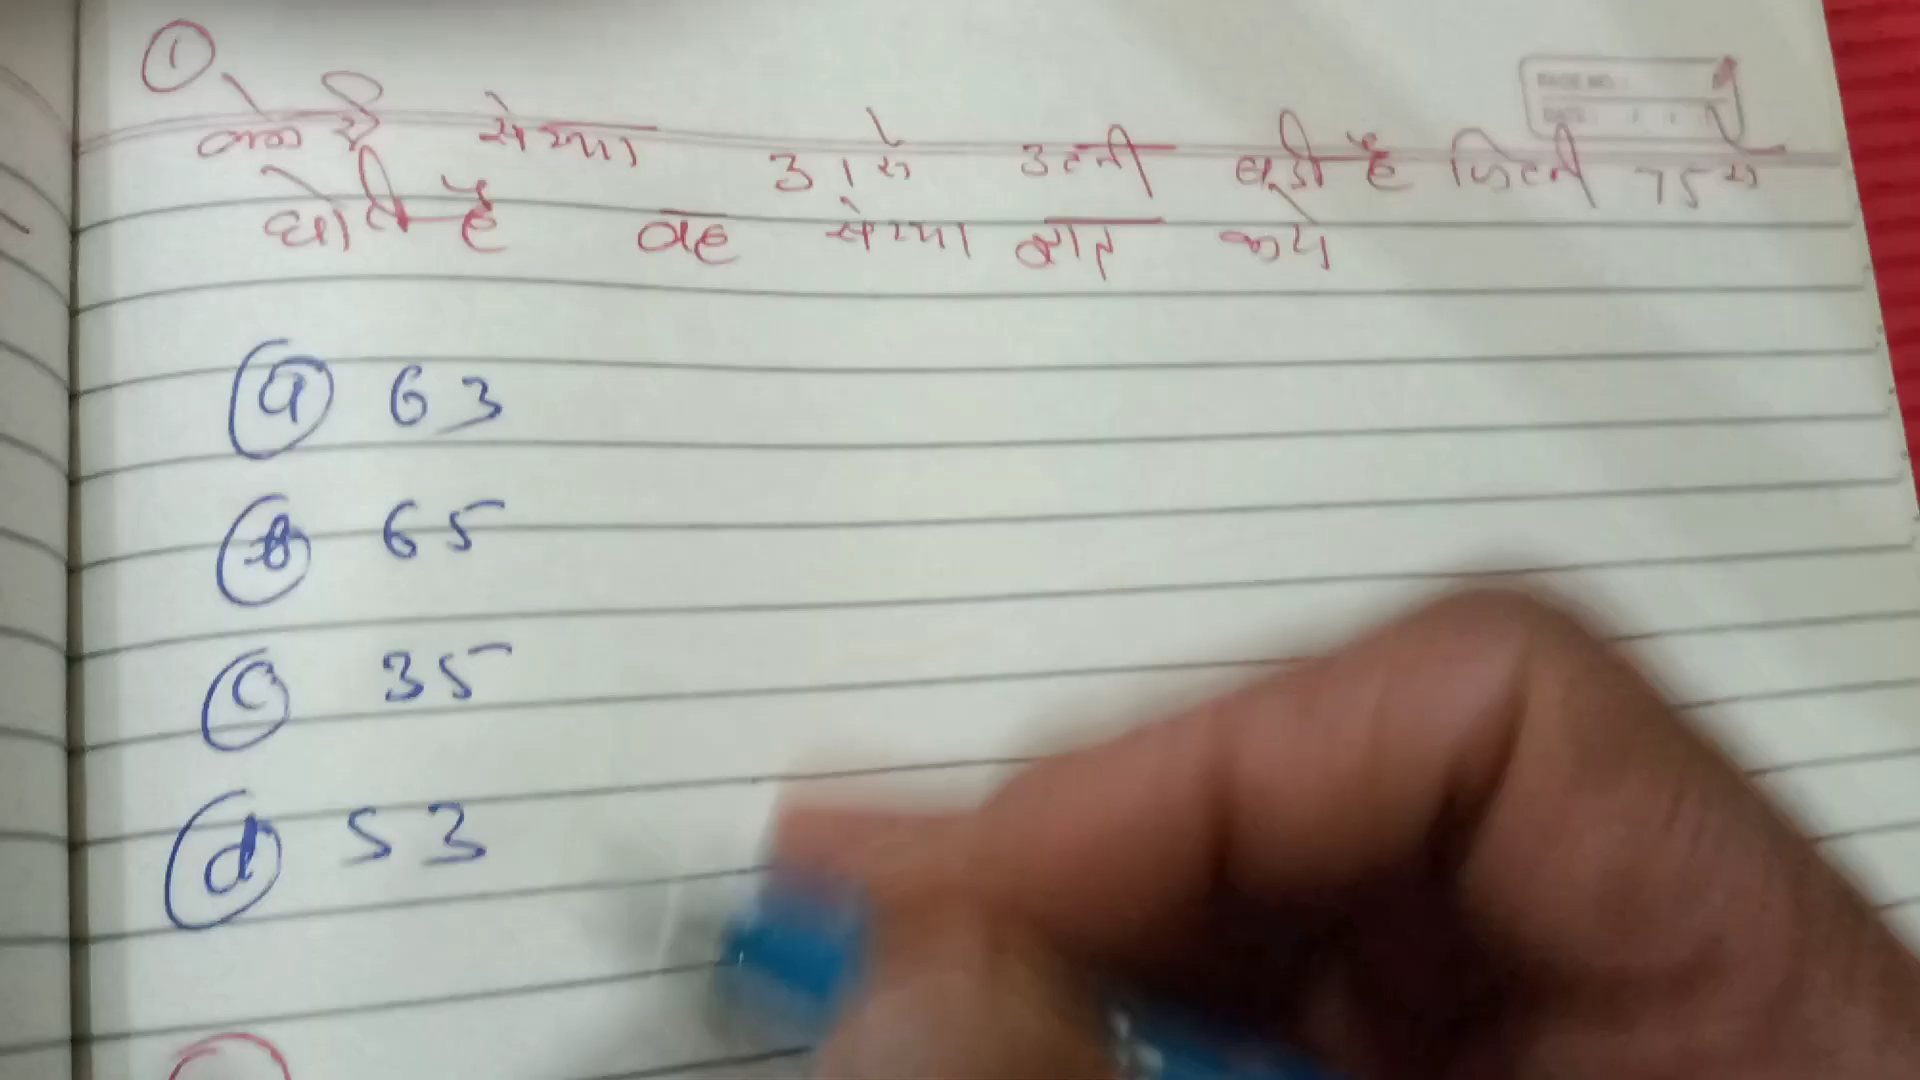 ①
कोई संख्या 31 से उतनी बड़ी है जितनी 75 से
छोटी है वह संख्या ज्ञात करो
ⓐ 63
ⓑ 65
ⓒ 35
ⓓ 53